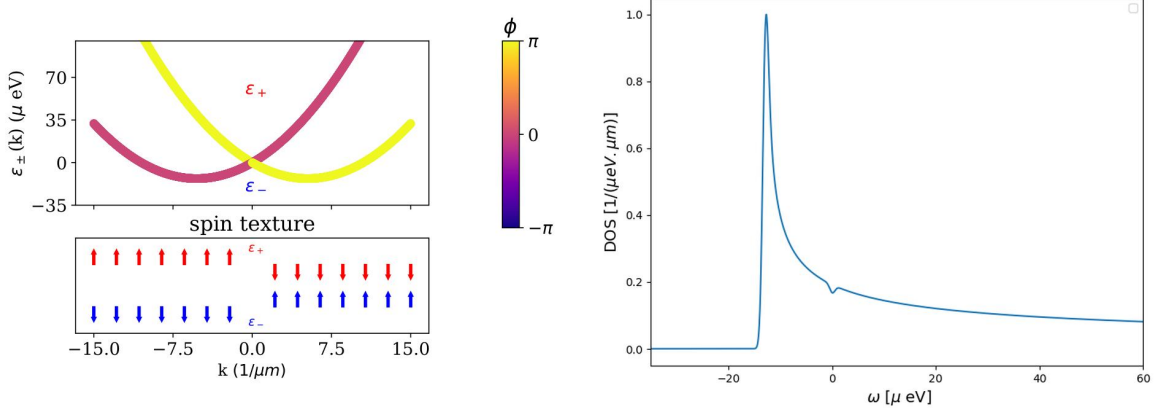 ϕ
π
0
−π
ε±(k) (μ eV)
70
35
0
−35
ε+
ε−
spin texture
ε+
ε−
−15.0 −7.5 0.0 7.5 15.0
k (1/μm)
DOS [1/(μeV. μm)]
1.0
0.8
0.6
0.4
0.2
0.0
−20 0 20 40 60
ω [μ eV]